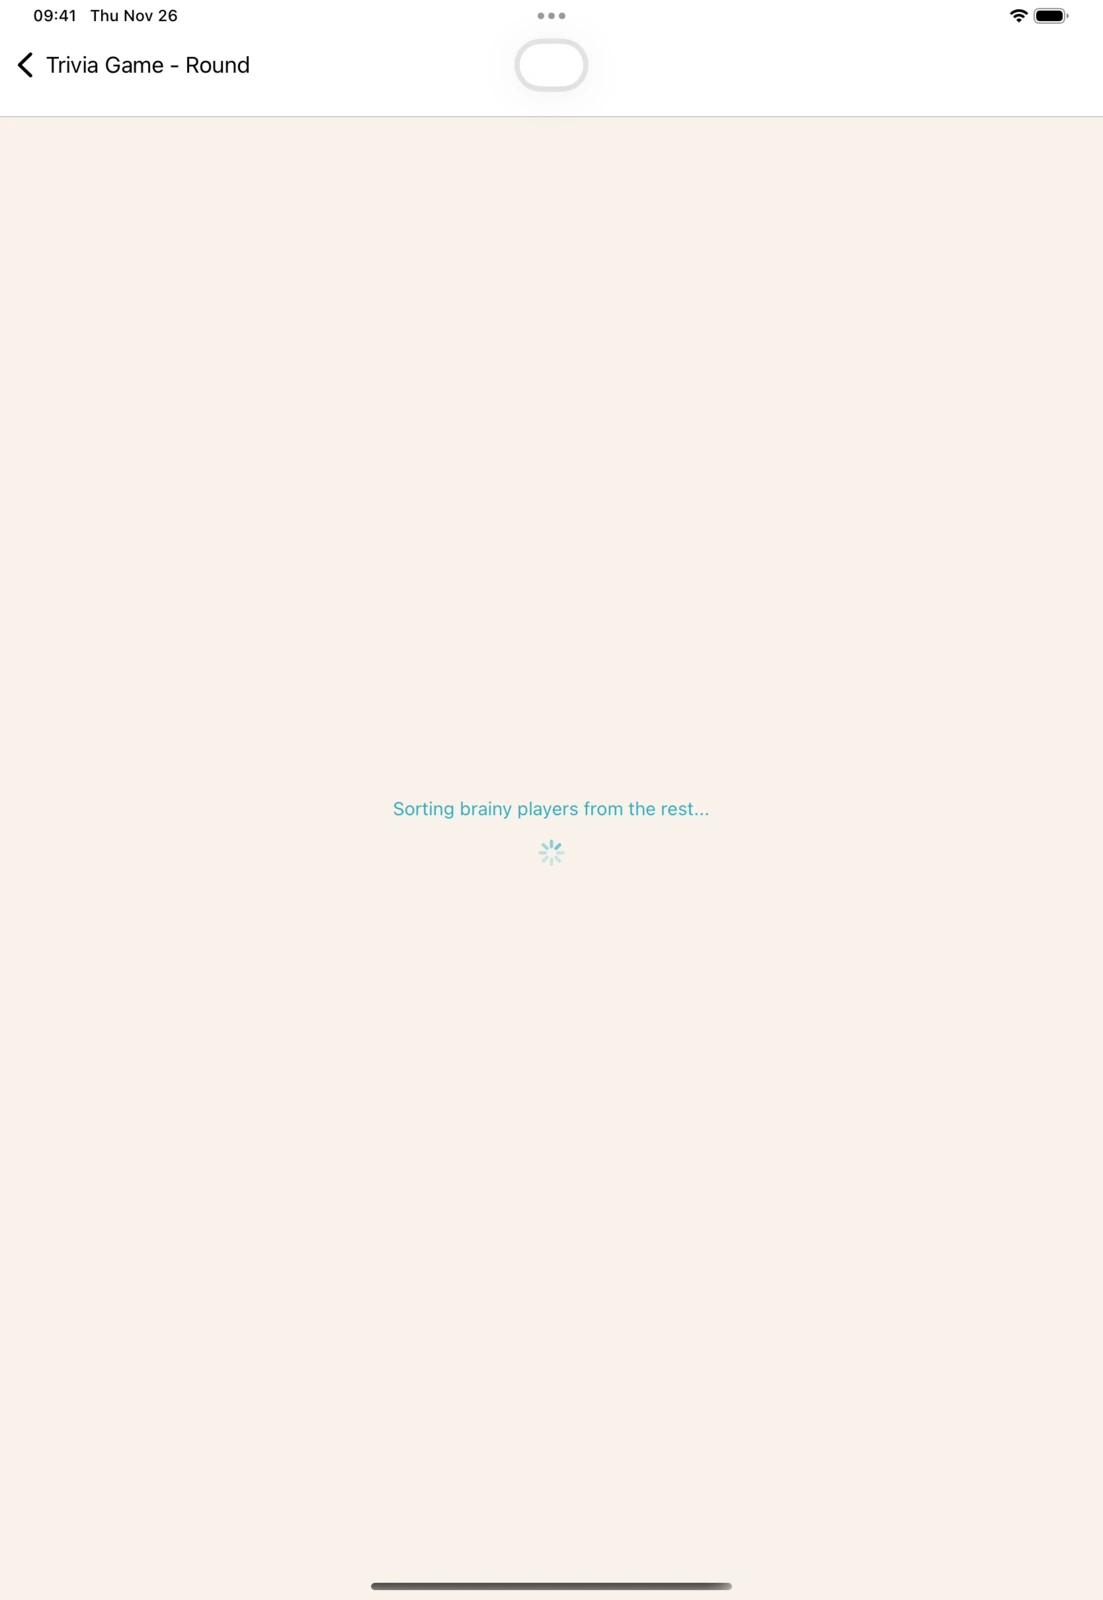 09:41 Thu Nov 26
Trivia Game - Round
Sorting brainy players from the rest...